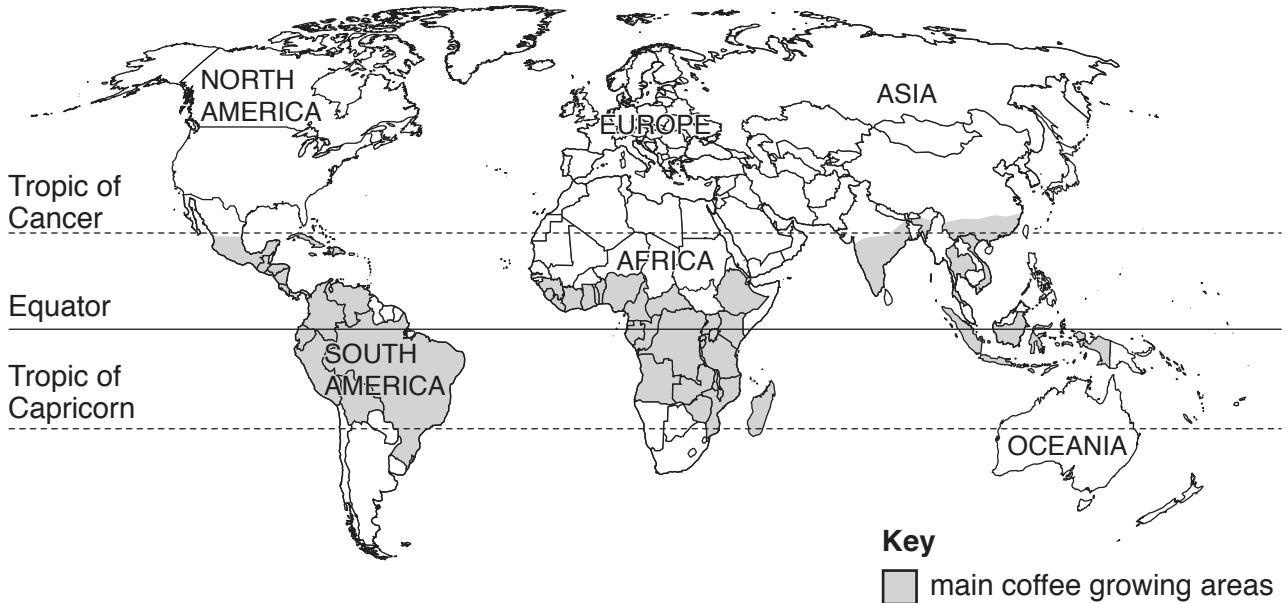 NORTH
AMERICA
ASIA
EUROPE
Tropic of
Cancer
AFRICA
Equator
SOUTH
AMERICA
Tropic of
Capricorn
OCEANIA
Key
main coffee growing areas